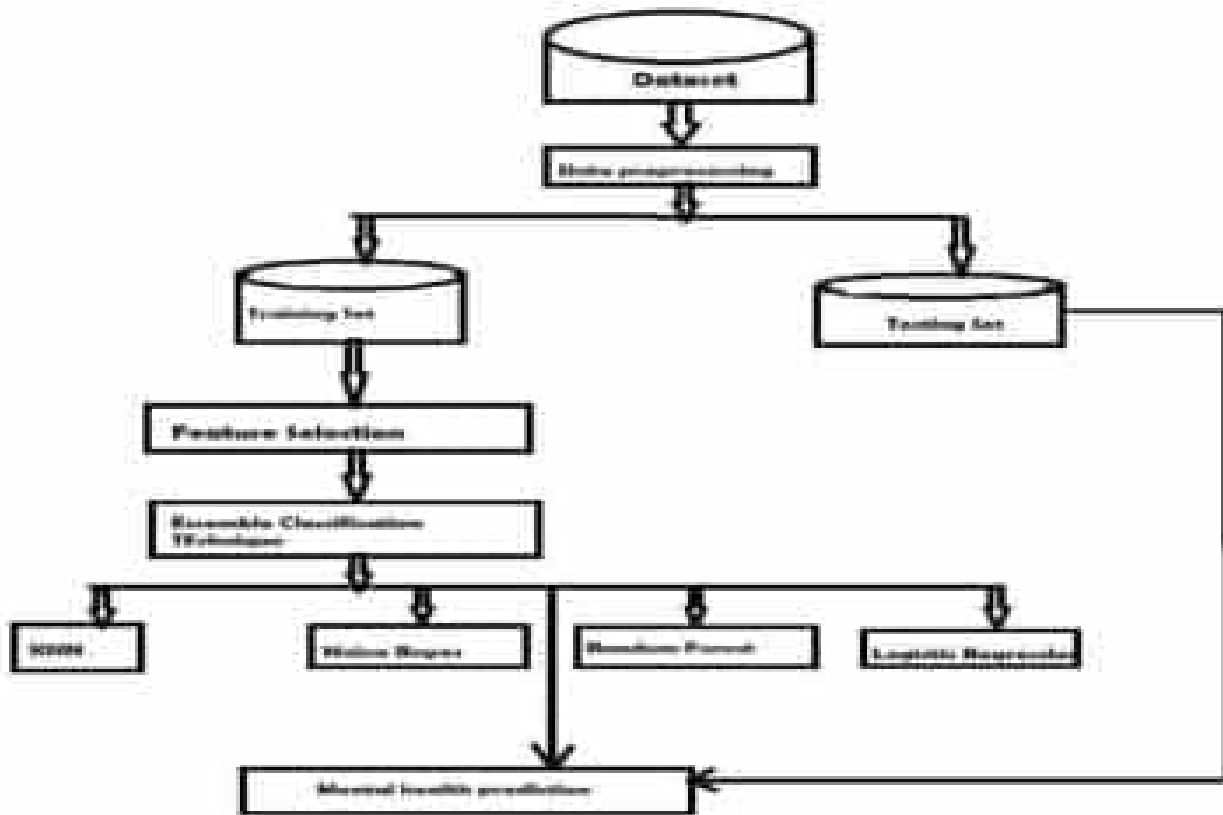 Dataset
Data preprocessing
Training Set
Testing Set
Feature Selection
Ensemble Classification
TEchnique
KNN
Naive Bayes
Random Forest
Logistic Regression
Mental health prediction